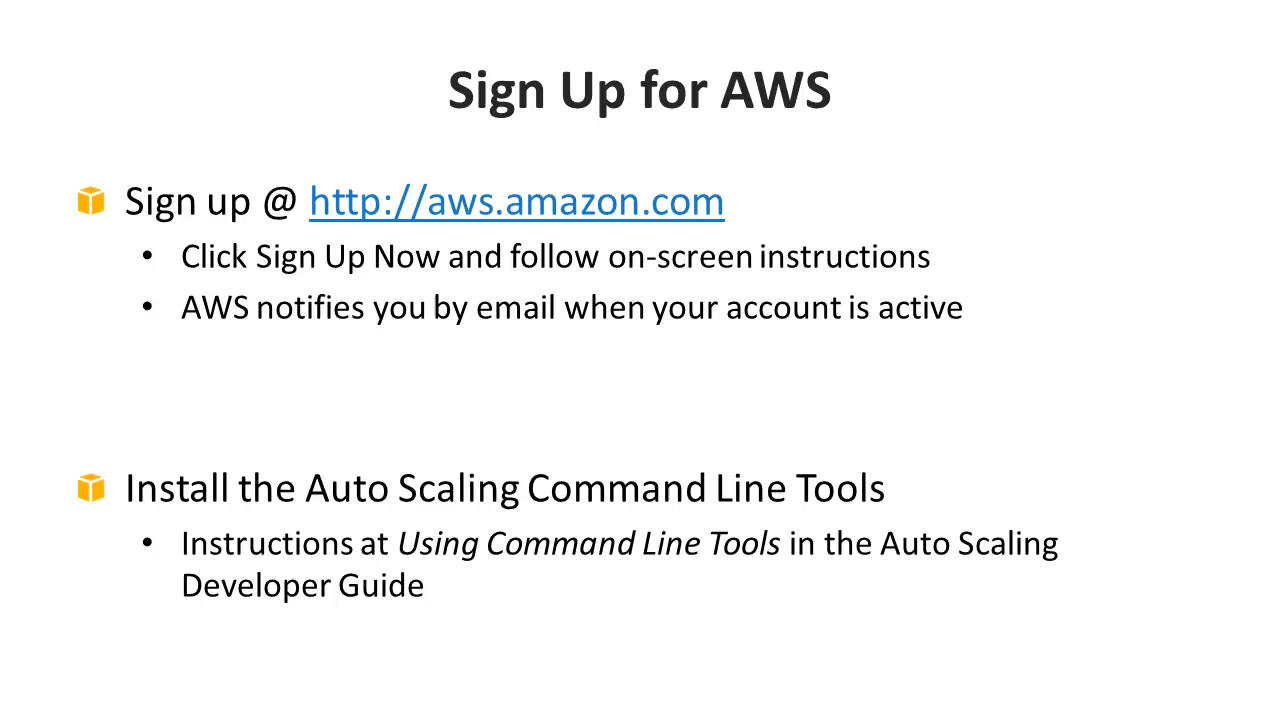 Sign Up for AWS
Sign up @ http://aws.amazon.com
• Click Sign Up Now and follow on-screen instructions
• AWS notifies you by email when your account is active
Install the Auto Scaling Command Line Tools
• Instructions at Using Command Line Tools in the Auto Scaling
Developer Guide